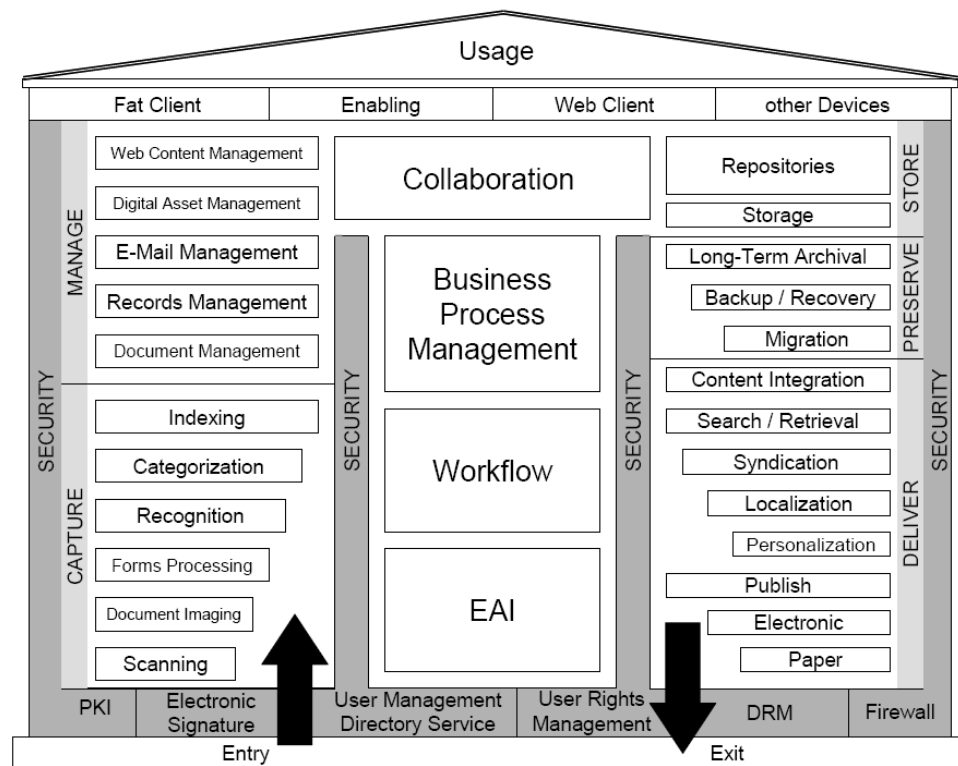 Usage
Fat Client
Enabling
Web Client
other Devices
SECURITY
MANAGE
Web Content Management
Digital Asset Management
E-Mail Management
Records Management
Document Management
CAPTURE
Indexing
Categorization
Recognition
Forms Processing
Document Imaging
Scanning
Collaboration
SECURITY
Business
Process
Management
Workflow
EAI
SECURITY
Repositories
Storage
STORE
Long-Term Archival
Backup / Recovery
Migration
PRESERVE
Content Integration
Search / Retrieval
Syndication
Localization
Personalization
Publish
Electronic
Paper
DELIVER
SECURITY
PKI
Electronic
Signature
User Management
Directory Service
User Rights
Management
DRM
Firewall
Entry
Exit